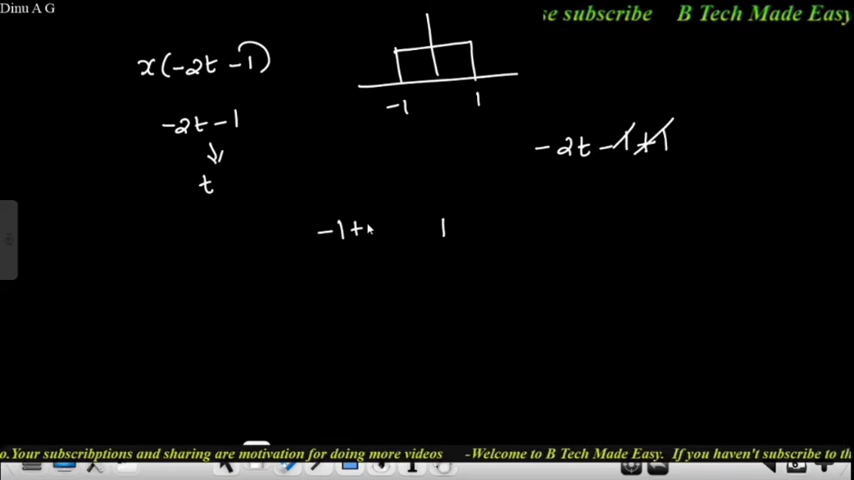 Dinu A G
se subscribe B Tech Made Easy
x(-2t-1)
-1 1
-2t-1
t
-2t-1+1
-1+ 1
o.Your subscribptions and sharing are motivation for doing more videos -Welcome to B Tech Made Easy. If you haven't subscribe to th